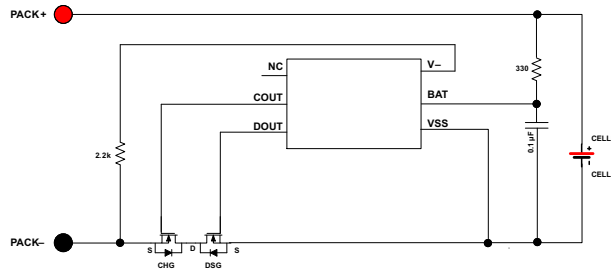 PACK+
NC
V–
330
COUT
BAT
DOUT
VSS
0.1 µF
CELL
+
-
CELL
2.2k
PACK–
S
D
S
CHG
DSG